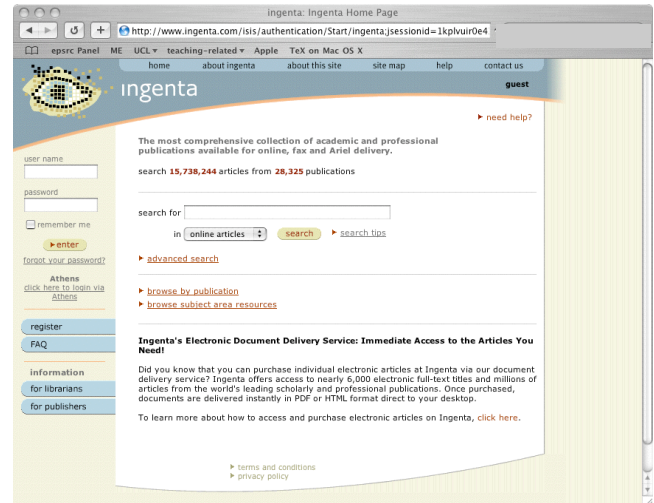 ingenta: Ingenta Home Page
http://www.ingenta.com/isis/authentication/Start/ingenta;jsessionid=1kplvuir0e4
epsrc Panel ME UCL teaching-related Apple TeX on Mac OS X
home about ingenta about this site site map help contact us
ingenta
guest
need help?
The most comprehensive collection of academic and professional
publications available for online, fax and Ariel delivery.
search 15,738,244 articles from 28,325 publications
user name
password
remember me
enter
forgot your password?
Athens
click here to login via
Athens
register
FAQ
information
for librarians
for publishers
search for
in online articles search search tips
advanced search
browse by publication
browse subject area resources
Ingenta's Electronic Document Delivery Service: Immediate Access to the Articles You
Need!
Did you know that you can purchase individual electronic articles at Ingenta via our document
delivery service? Ingenta offers access to nearly 6,000 electronic full-text titles and millions of
articles from the world's leading scholarly and professional publications. Once purchased,
documents are delivered instantly in PDF or HTML format direct to your desktop.
To learn more about how to access and purchase electronic articles on Ingenta, click here.
terms and conditions
privacy policy